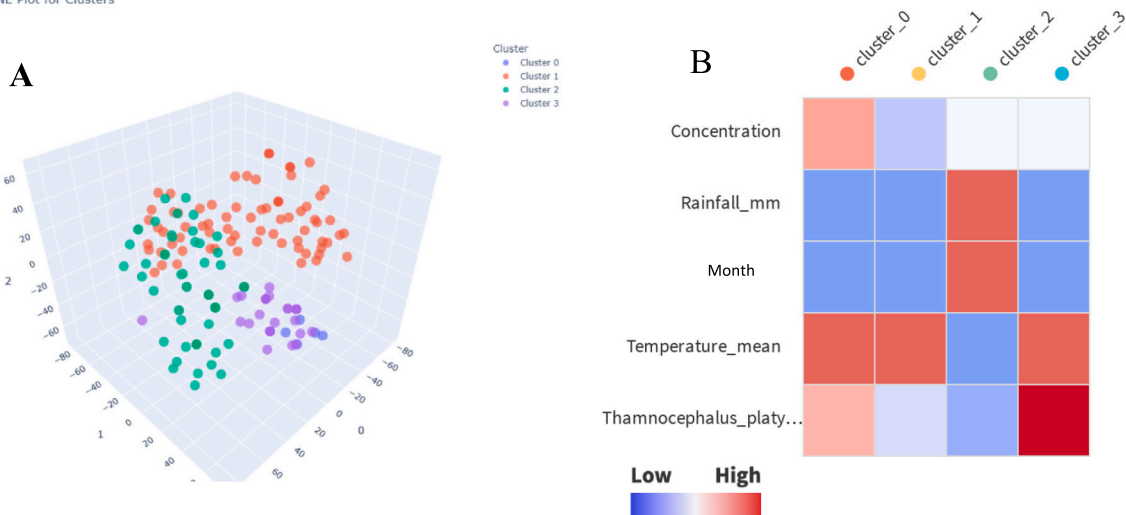 NE Plot for Clusters
A
Cluster
Cluster 0
Cluster 1
Cluster 2
Cluster 3
60
40
20
0
2
−20
−40
−60
−80
−60
−40
−20
0
1
20
40
−80
−60
−40
−20
0
0
20
40
60
B
cluster_0
cluster_1
cluster_2
cluster_3
Concentration
Rainfall_mm
Month
Temperature_mean
Thamnocephalus_platy...
Low High